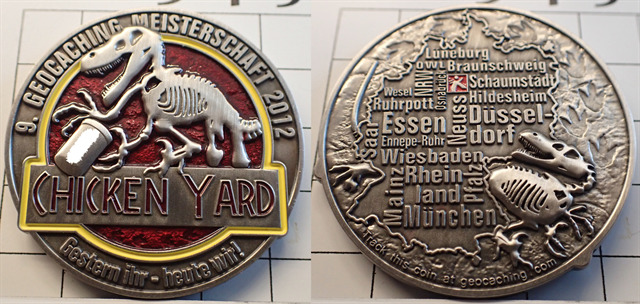 9. GEOCACHING MEISTERSCHAFT 2012
CHICKEN YARD
Gestern ihr - heute wir!
Lüneburg
OWL Braunschweig
NRW
Osnabrück
Schaumstadt
Wesel
Hildesheim
Ruhrpott
Neuss
Düssel-
dorf
Essen
Ennepe-Ruhr
Saar
Wiesbaden
Mainz
Rhein
land
Pfalz
München
Track this coin at geocaching.com